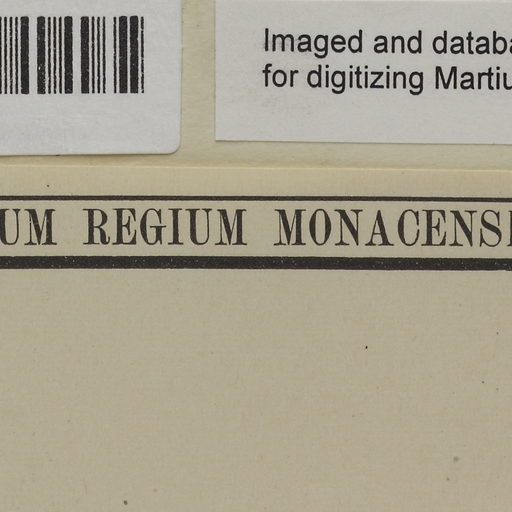 Imaged and databa
for digitizing Martiu
UM REGIUM MONACENSI